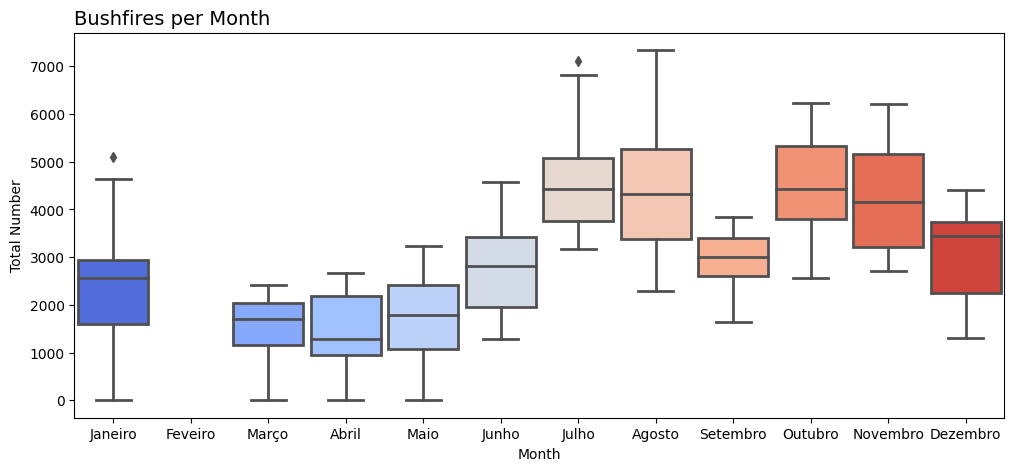 Bushfires per Month
Total Number
7000
6000
5000
4000
3000
2000
1000
0
Janeiro Feveiro Março Abril Maio Junho Julho Agosto Setembro Outubro Novembro Dezembro
Month